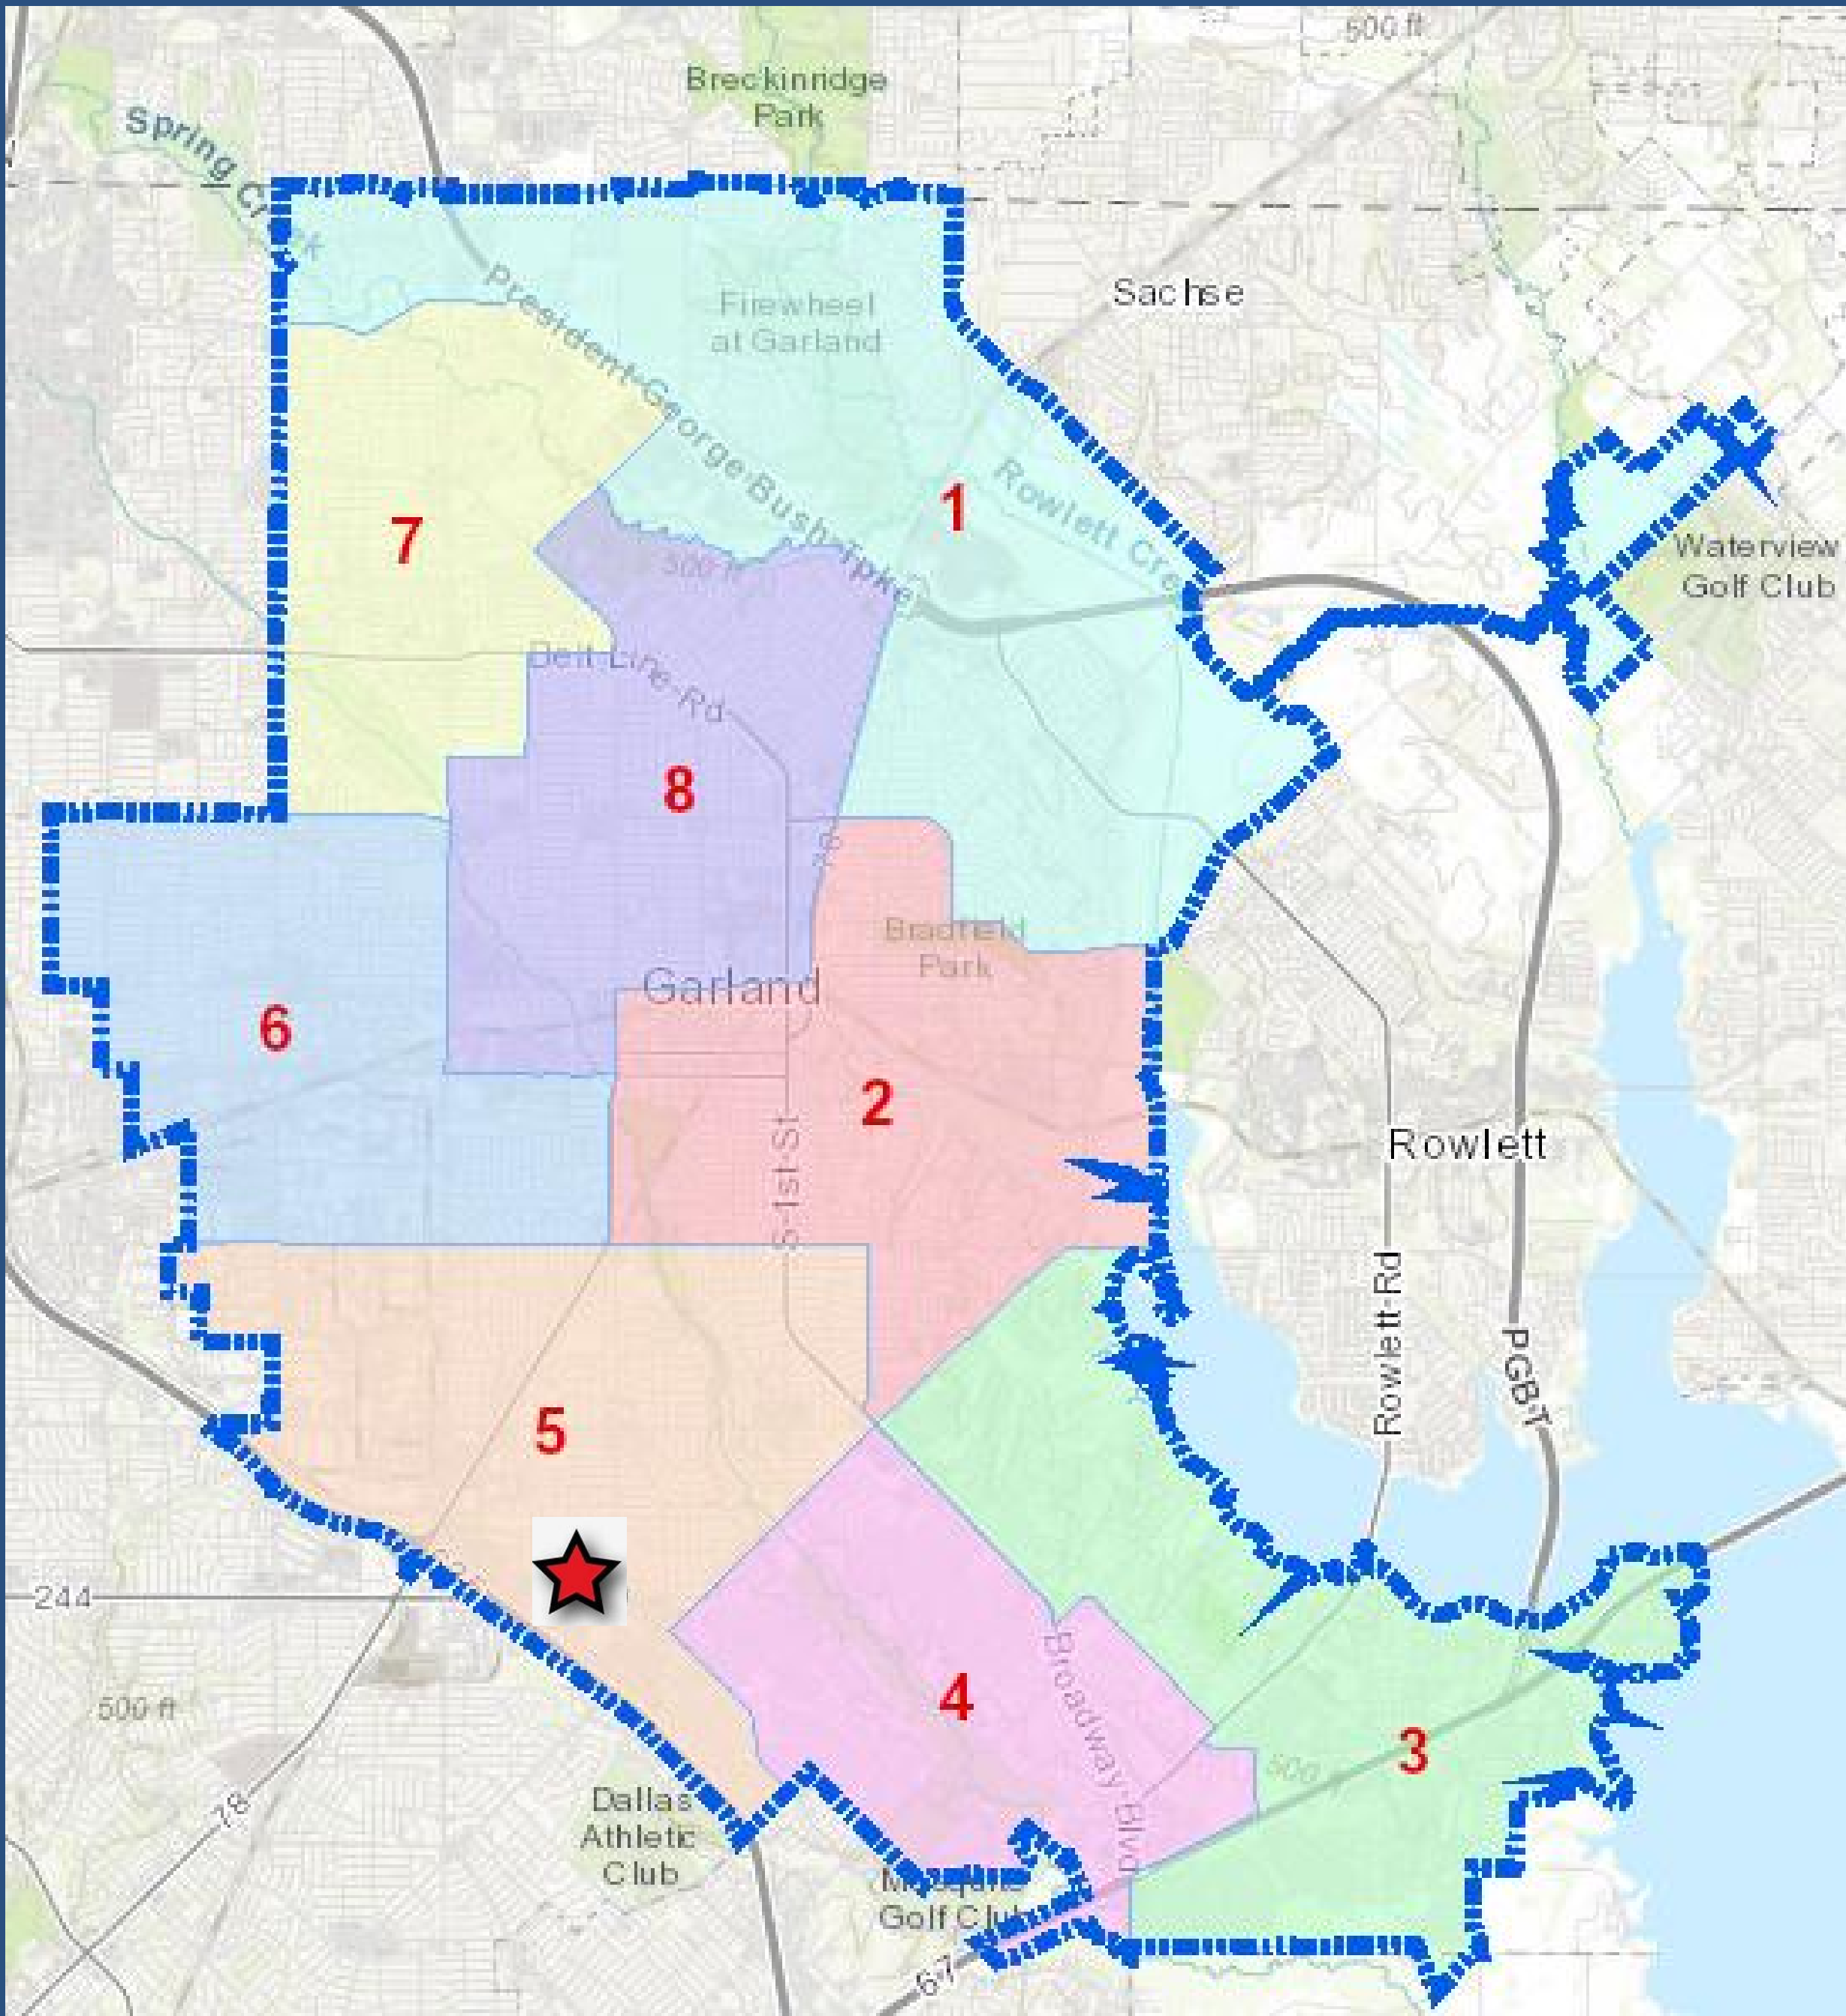 500 ft
Breckinridge
Park
Spring Creek
Sachse
Firewheel
at Garland
President George Bush Tpke
1
Rowlett Cre
7
Waterview
Golf Club
500 ft
Belt Line Rd
8
78
Bradfield
Park
Garland
6
2
Rowlett
S 1st St
Rowlett Rd
PGBT
5
244
4
Broadway Blvd
500 ft
3
500
78
Dallas
Athletic
Club
Mesquite
Golf Club
67